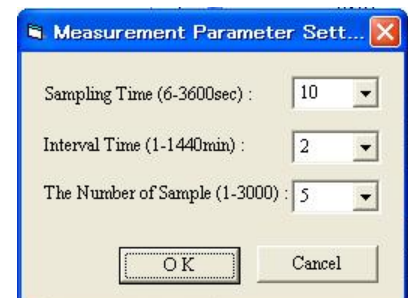 Measurement Parameter Sett...
Sampling Time (6-3600sec) : 10
Interval Time (1-1440min) : 2
The Number of Sample (1-3000) : 5
OK Cancel